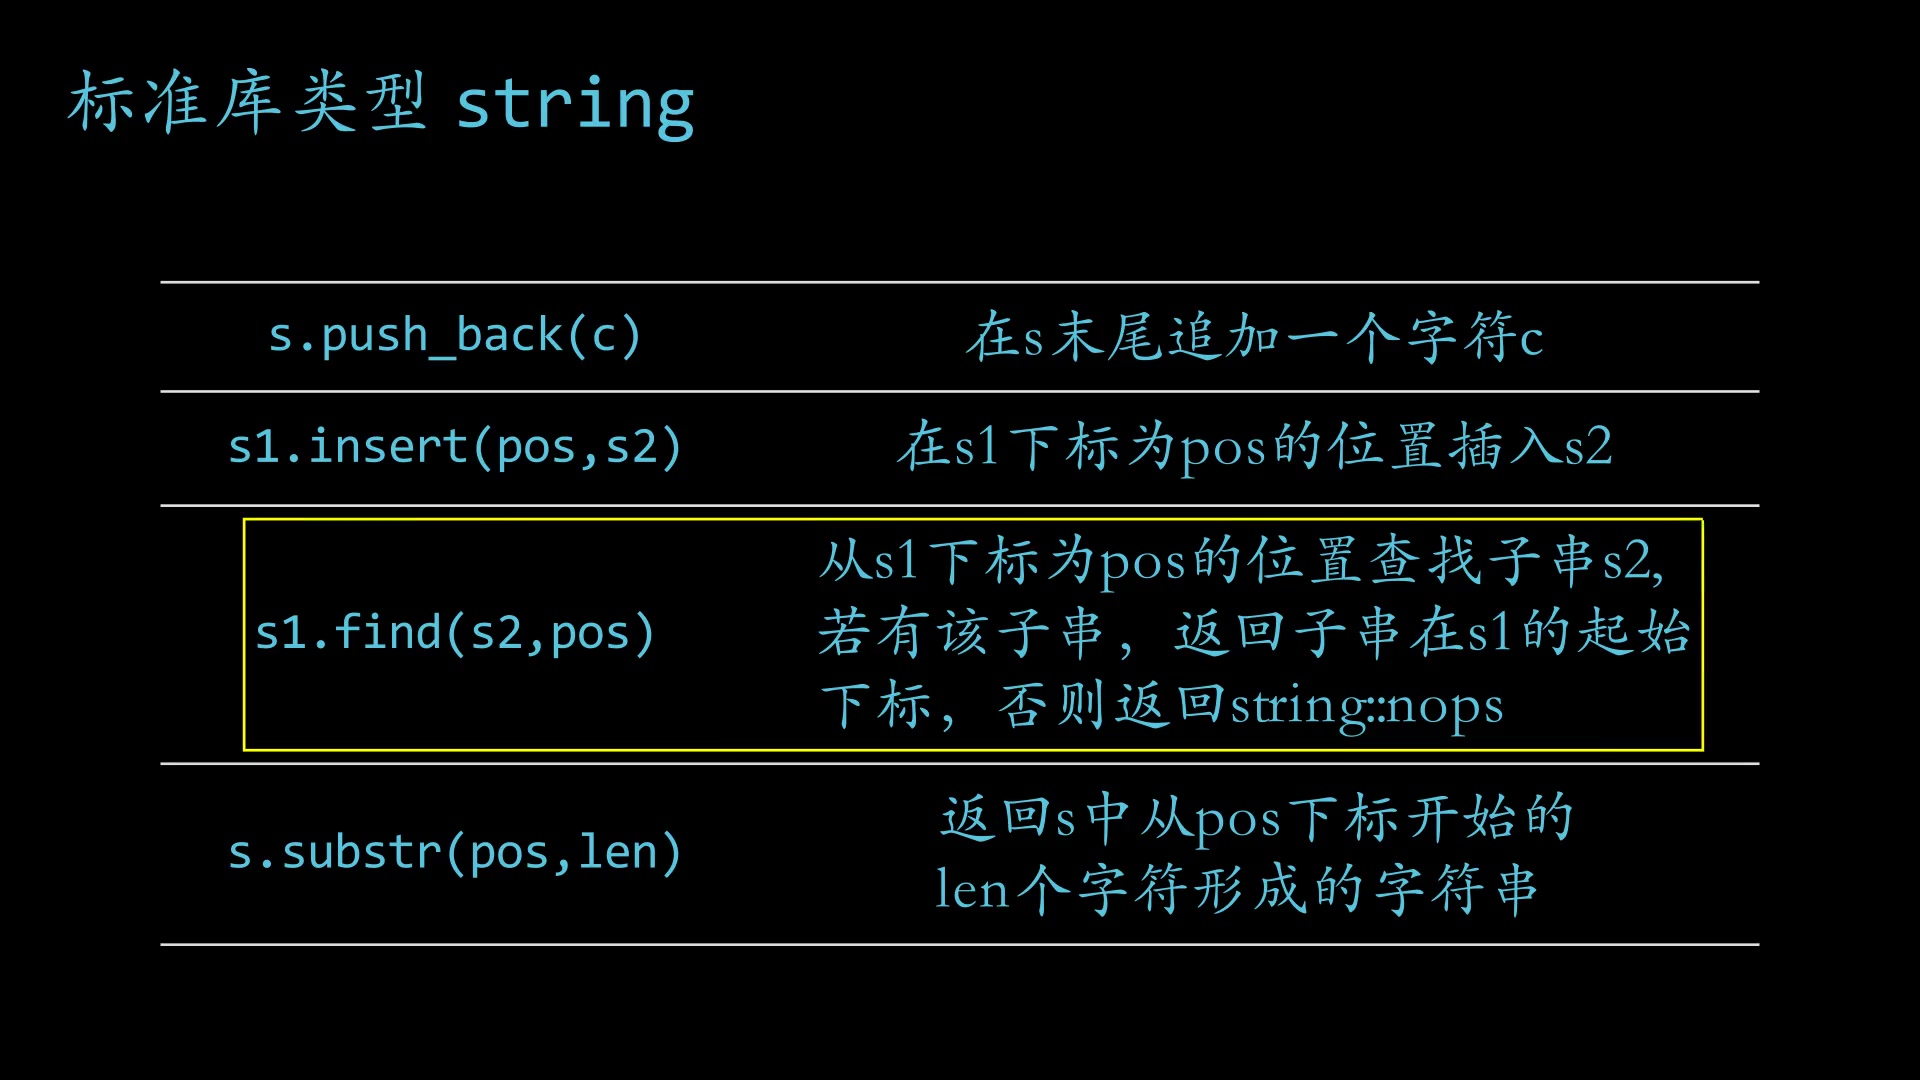 标准库类型 string
s.push_back(c)
在s末尾追加一个字符c
s1.insert(pos,s2)
在s1下标为pos的位置插入s2
s1.find(s2,pos)
从s1下标为pos的位置查找子串s2,
若有该子串，返回子串在s1的起始
下标，否则返回string::nops
s.substr(pos,len)
返回s中从pos下标开始的
len个字符形成的字符串